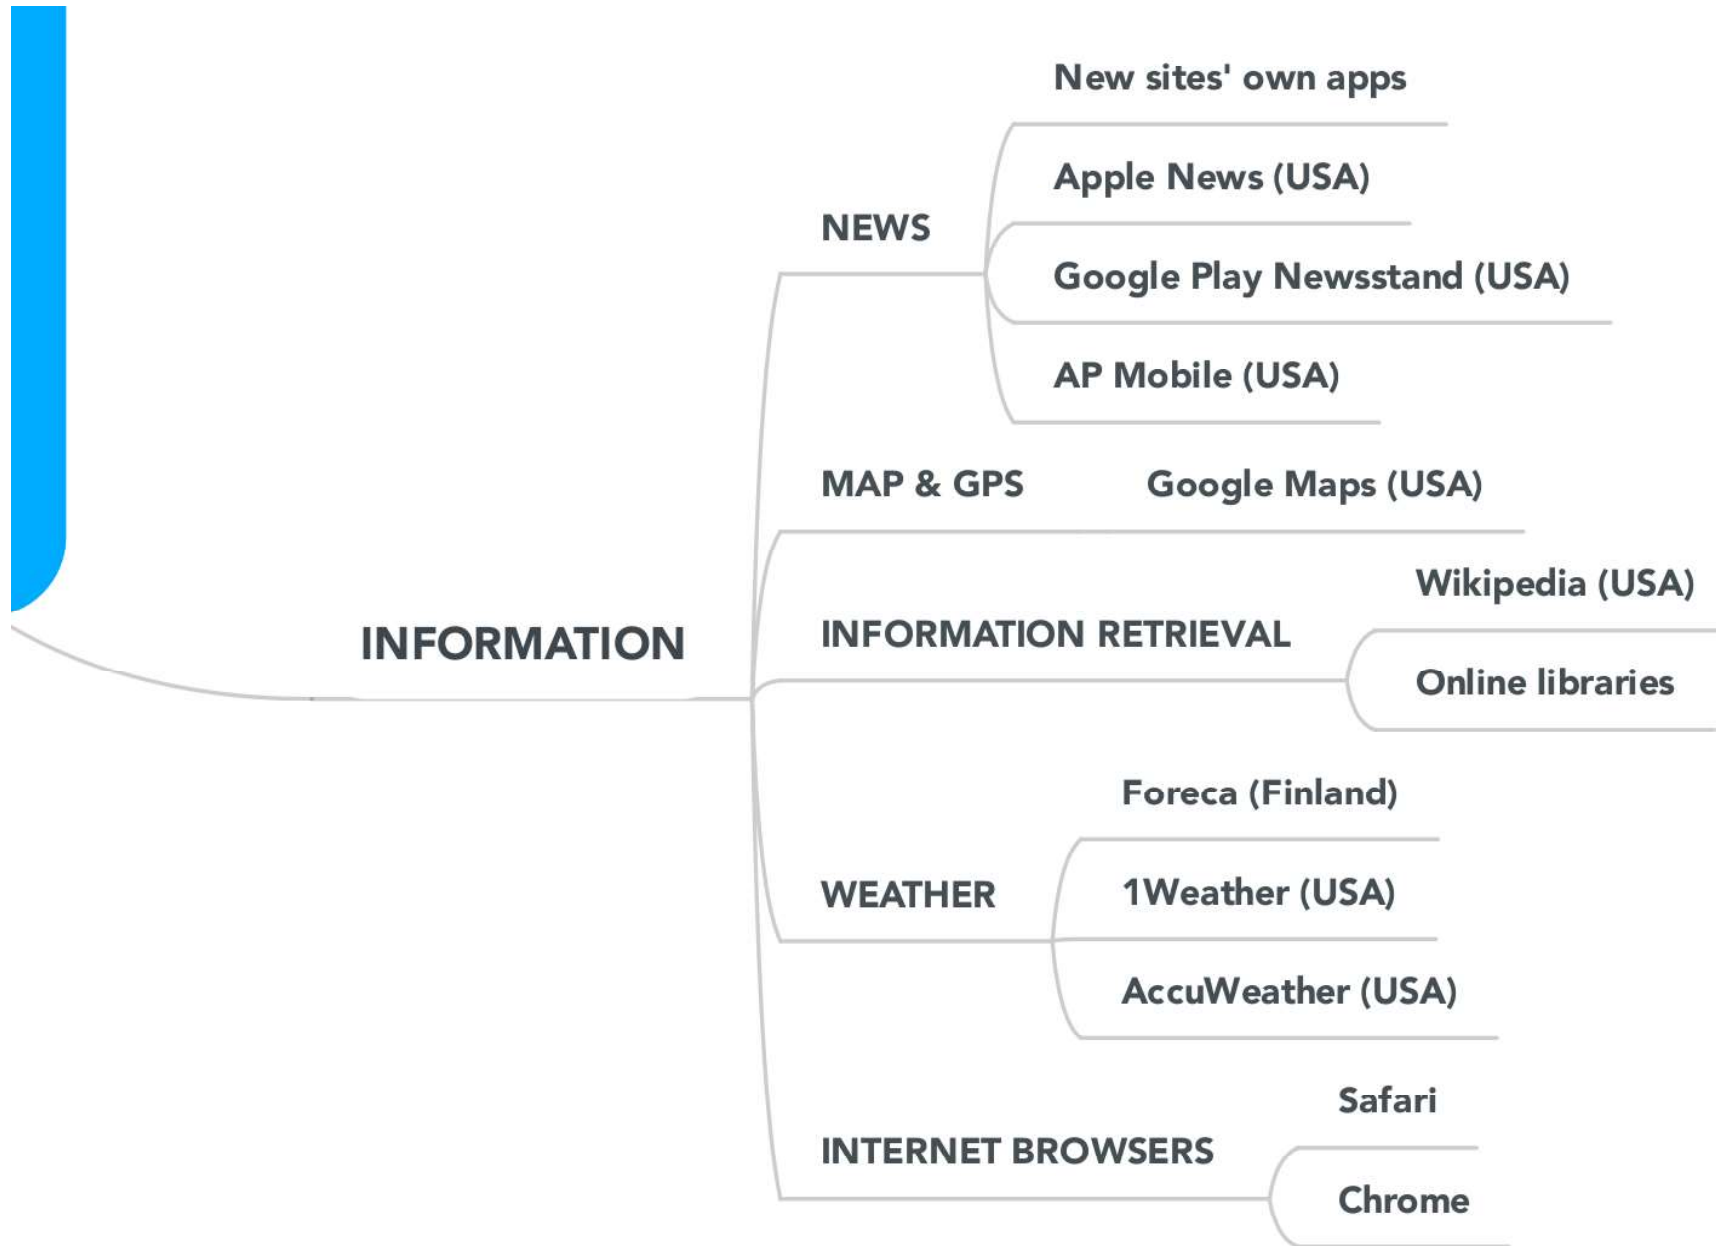 New sites' own apps
Apple News (USA)
NEWS
Google Play Newsstand (USA)
AP Mobile (USA)
MAP & GPS
Google Maps (USA)
Wikipedia (USA)
INFORMATION RETRIEVAL
INFORMATION
Online libraries
Foreca (Finland)
WEATHER
1Weather (USA)
AccuWeather (USA)
Safari
INTERNET BROWSERS
Chrome